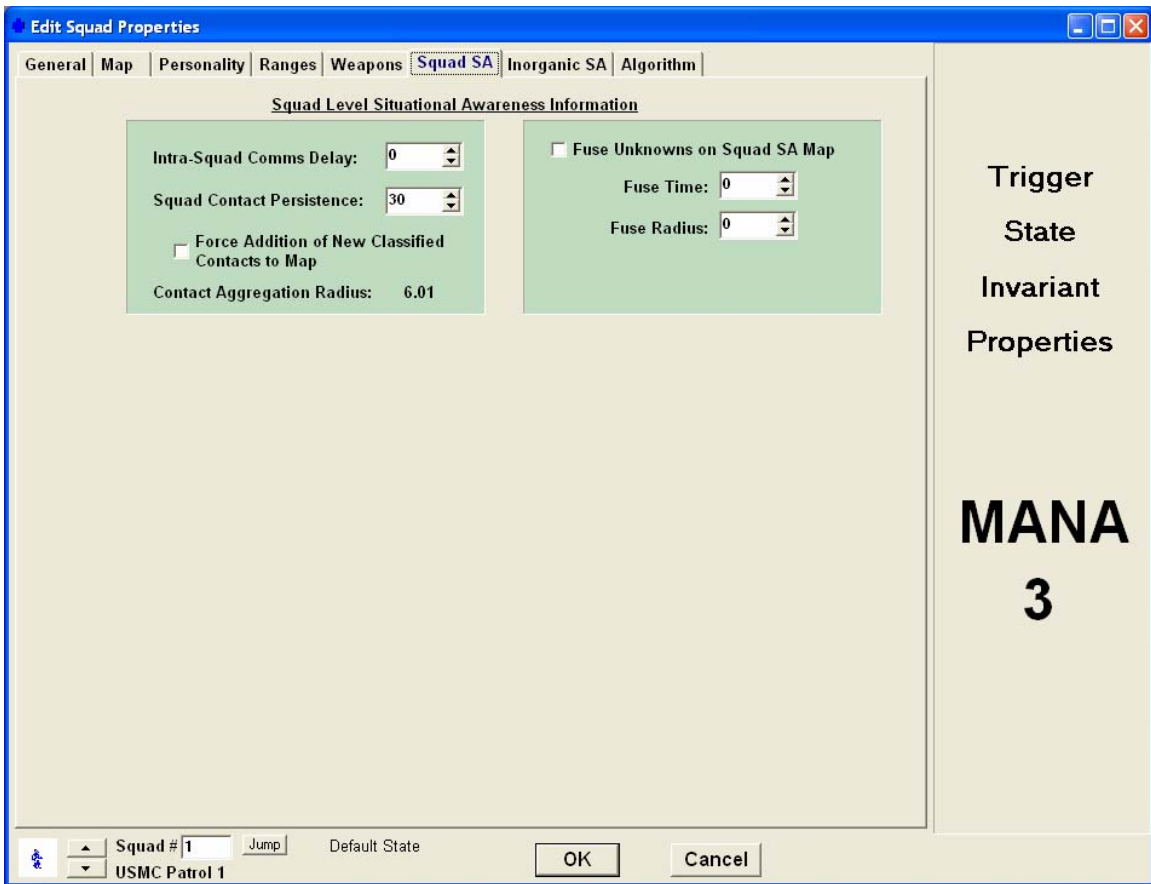 Edit Squad Properties
General Map Personality Ranges Weapons Squad SA Inorganic SA Algorithm
Squad Level Situational Awareness Information
Intra-Squad Comms Delay: 0
Squad Contact Persistence: 30
Force Addition of New Classified
Contacts to Map
Contact Aggregation Radius: 6.01
Fuse Unknowns on Squad SA Map
Fuse Time: 0
Fuse Radius: 0
Trigger
State
Invariant
Properties
MANA
3
Squad # 1 Jump Default State
USMC Patrol 1
OK Cancel